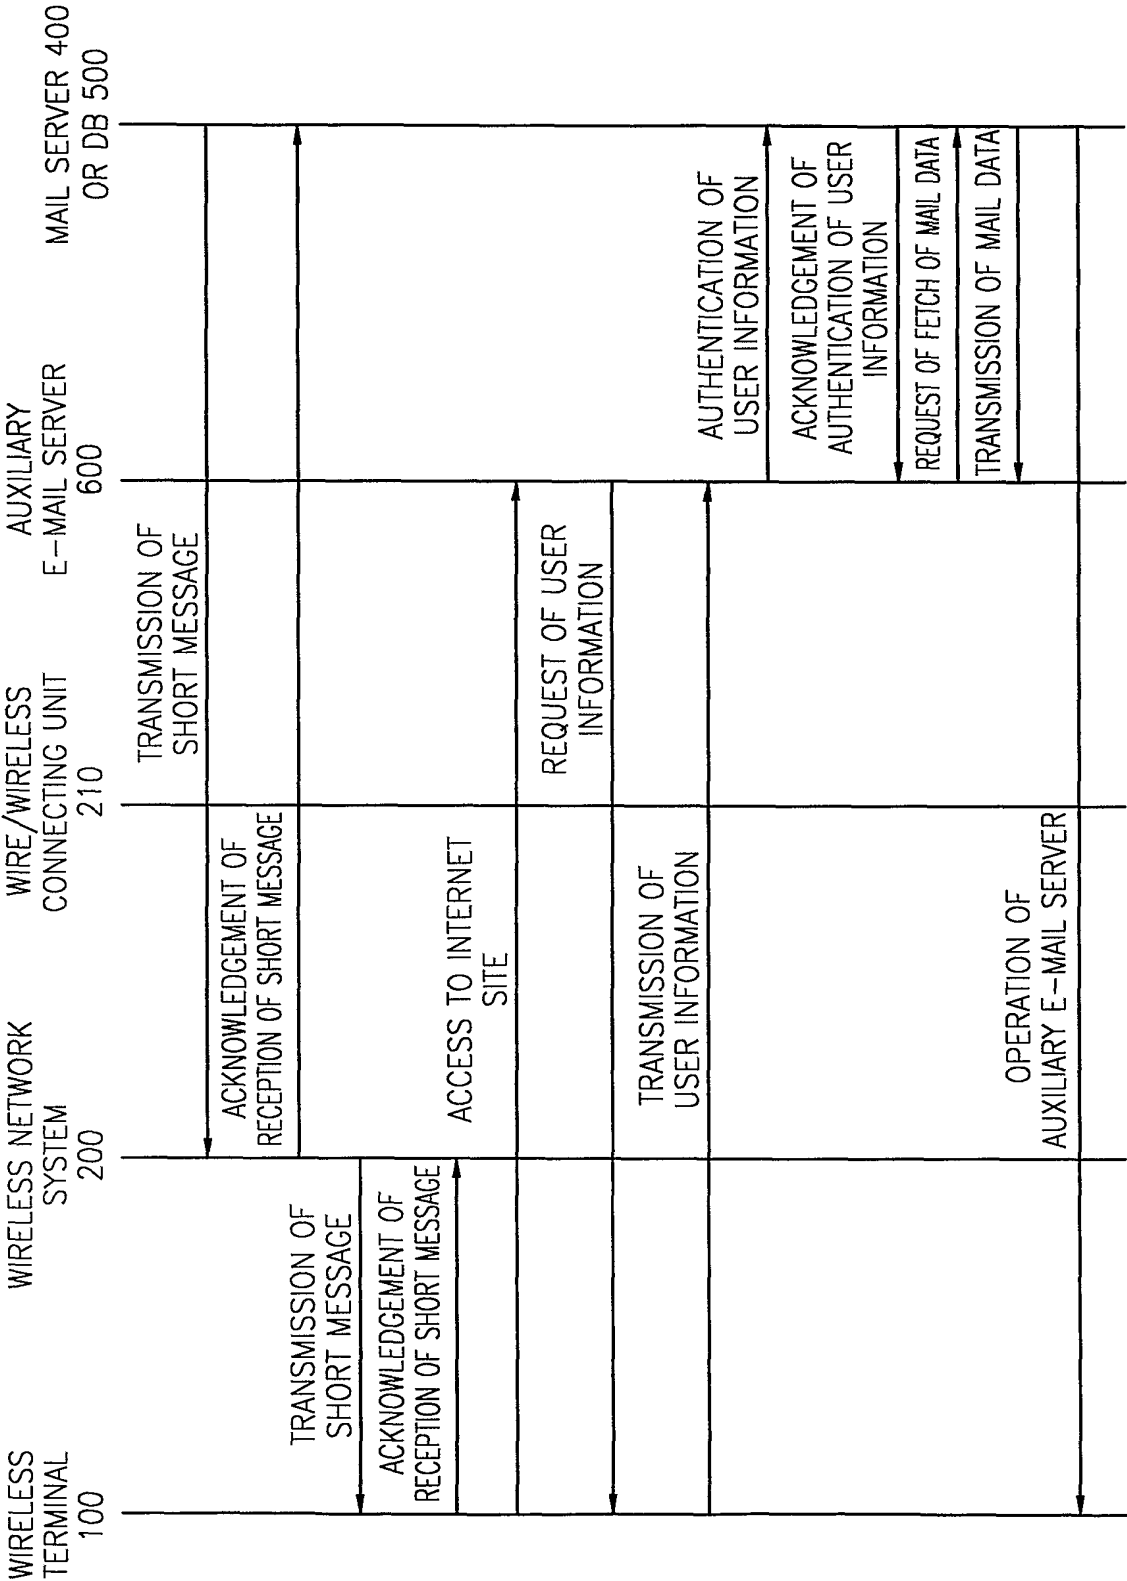 WIRELESS
TERMINAL
100
WIRELESS NETWORK
SYSTEM
200
WIRE/WIRELESS
CONNECTING UNIT
210
AUXILIARY
E-MAIL SERVER
600
MAIL SERVER 400
OR DB 500
TRANSMISSION OF
SHORT MESSAGE
ACKNOWLEDGEMENT OF
RECEPTION OF SHORT MESSAGE
TRANSMISSION OF
SHORT MESSAGE
ACKNOWLEDGEMENT OF
RECEPTION OF SHORT MESSAGE
ACCESS TO INTERNET
SITE
REQUEST OF USER
INFORMATION
TRANSMISSION OF
USER INFORMATION
AUTHENTICATION OF
USER INFORMATION
ACKNOWLEDGEMENT OF
AUTHENTICATION OF USER
INFORMATION
REQUEST OF FETCH OF MAIL DATA
TRANSMISSION OF MAIL DATA
OPERATION OF
AUXILIARY E-MAIL SERVER